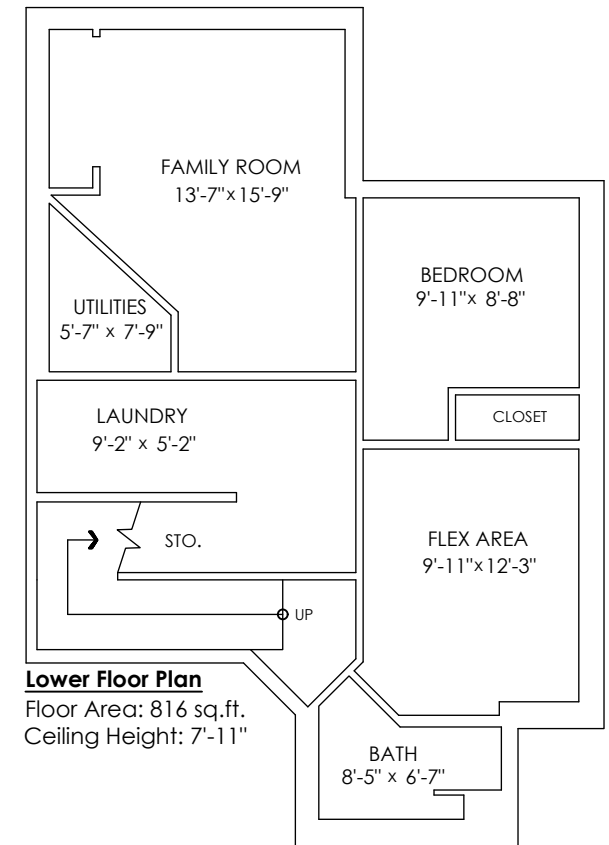 FAMILY ROOM
13'-7"x15'-9"
BEDROOM
9'-11"x 8'-8"
UTILITIES
5'-7" x 7'-9"
CLOSET
LAUNDRY
9'-2" x 5'-2"
STO.
FLEX AREA
9'-11"x12'-3"
UP
Lower Floor Plan
Floor Area: 816 sq.ft.
Ceiling Height: 7'-11"
BATH
8'-5" x 6'-7"